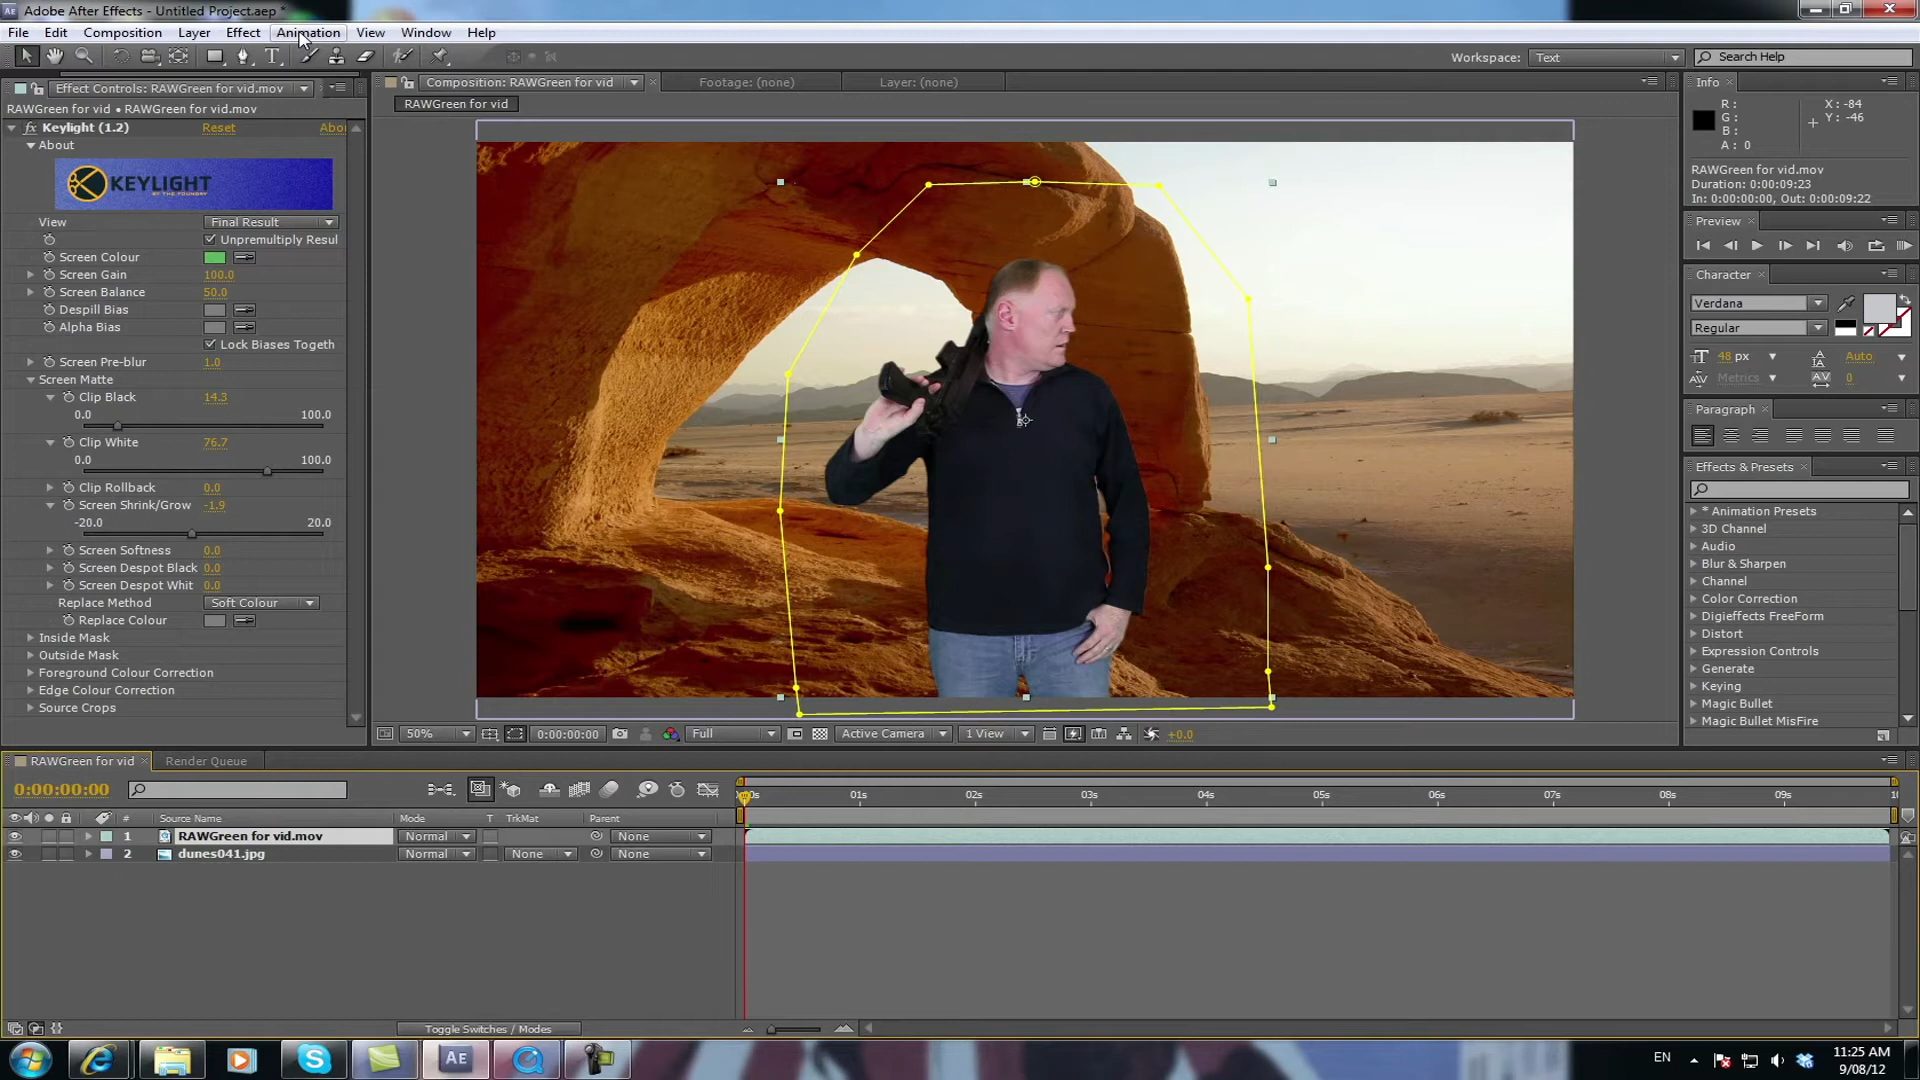 Adobe After Effects - Untitled Project.aep *
File Edit Composition Layer Effect Animation View Window Help
Workspace: Text
Search Help
Effect Controls: RAWGreen for vid.mov
RAWGreen for vid • RAWGreen for vid.mov
Keylight (1.2) Reset Abou
About
KEYLIGHT
BY THE FOUNDRY
View Final Result
Unpremultiply Resul
Screen Colour
Screen Gain 100.0
Screen Balance 50.0
Despill Bias
Alpha Bias
Lock Biases Togeth
Screen Pre-blur 1.0
Screen Matte
Clip Black 14.3
0.0 100.0
Clip White 76.7
0.0 100.0
Clip Rollback 0.0
Screen Shrink/Grow -1.9
-20.0 20.0
Screen Softness 0.0
Screen Despot Black 0.0
Screen Despot Whit 0.0
Replace Method Soft Colour
Replace Colour
Inside Mask
Outside Mask
Foreground Colour Correction
Edge Colour Correction
Source Crops
Composition: RAWGreen for vid Footage: (none) Layer: (none)
RAWGreen for vid
50% 0:00:00:00 Full Active Camera 1 View +0.0
Info
R: X: -84
G: Y: -46
B:
A: 0
RAWGreen for vid.mov
Duration: 0:00:09:23
In: 0:00:00:00, Out: 0:00:09:22
Preview
Character
Verdana
Regular
48 px Auto
Metrics 0
Paragraph
Effects & Presets
* Animation Presets
3D Channel
Audio
Blur & Sharpen
Channel
Color Correction
Digieffects FreeForm
Distort
Expression Controls
Generate
Keying
Magic Bullet
Magic Bullet MisFire
RAWGreen for vid Render Queue
0:00:00:00
0s 01s 02s 03s 04s 05s 06s 07s 08s 09s 10
# Source Name Mode T TrkMat Parent
1 RAWGreen for vid.mov Normal None
2 dunes041.jpg Normal None None
Toggle Switches / Modes
Ae
EN
11:25 AM
9/08/12